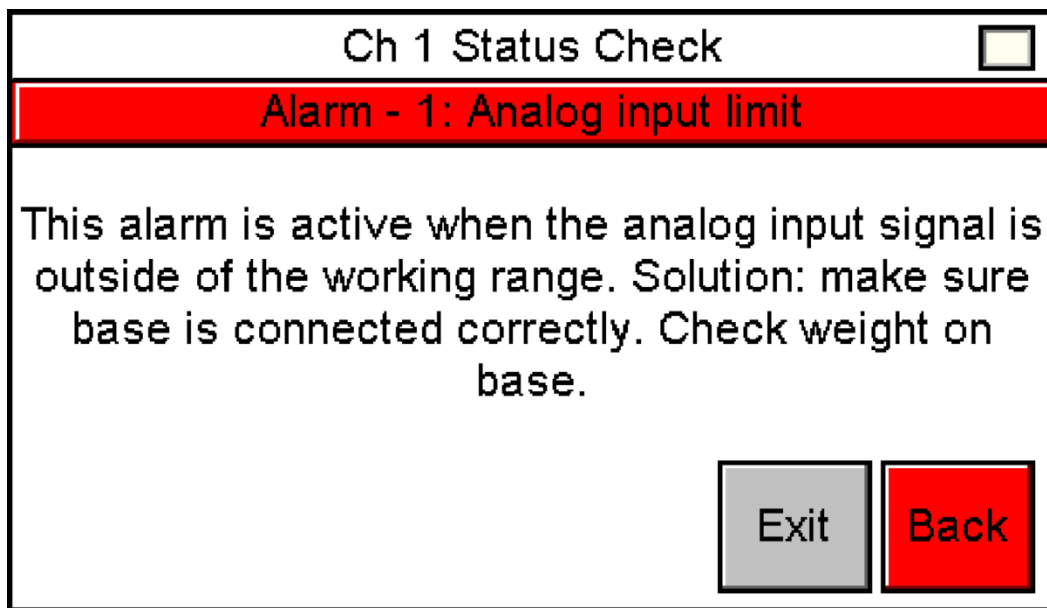 Ch 1 Status Check
Alarm - 1: Analog input limit
This alarm is active when the analog input signal is
outside of the working range. Solution: make sure
base is connected correctly. Check weight on
base.
Exit
Back